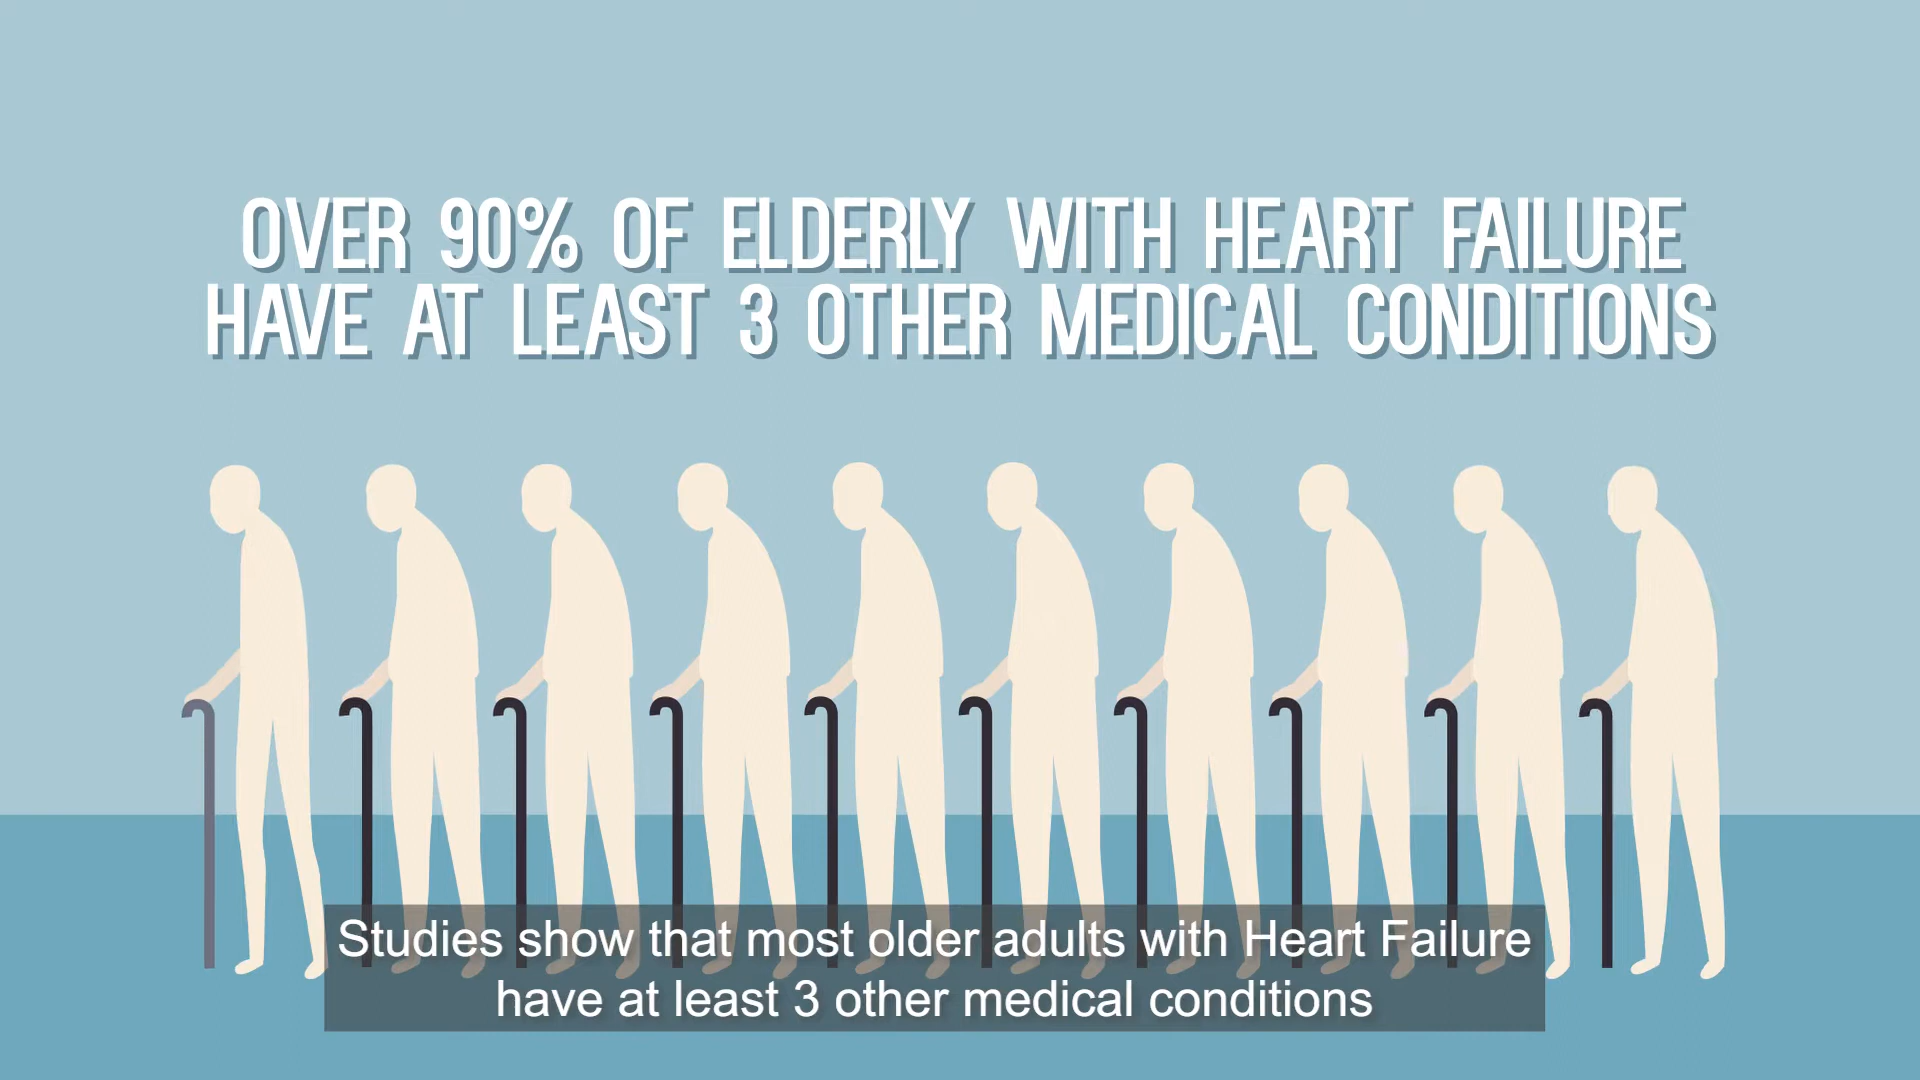 OVER 90% OF ELDERLY WITH HEART FAILURE
HAVE AT LEAST 3 OTHER MEDICAL CONDITIONS
Studies show that most older adults with Heart Failure
have at least 3 other medical conditions